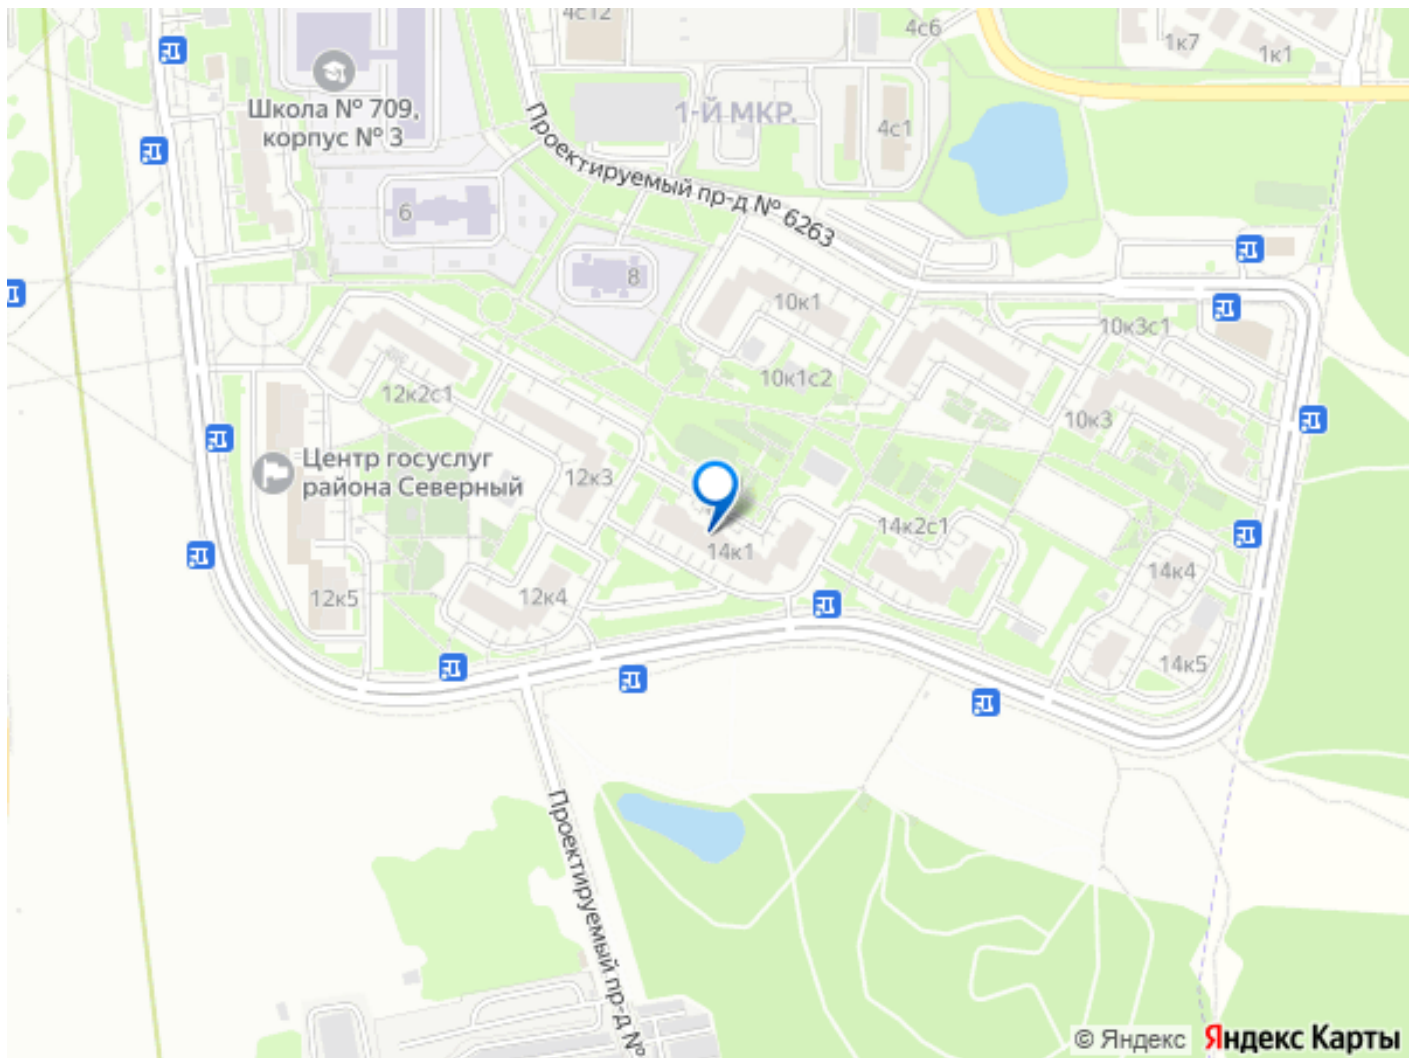 4с12
4с6
1к7
1к1
Школа № 709,
корпус № 3
1-Й МКР.
4с1
Проектируемый пр-д № 6263
6
8
10к1
10к3с1
10к1с2
12к2с1
10к3
Центр госуслуг
района Северный
12к3
14к1
14к2с1
14к4
12к5
12к4
14к5
Проектируемый пр-д №
© Яндекс Яндекс Карты